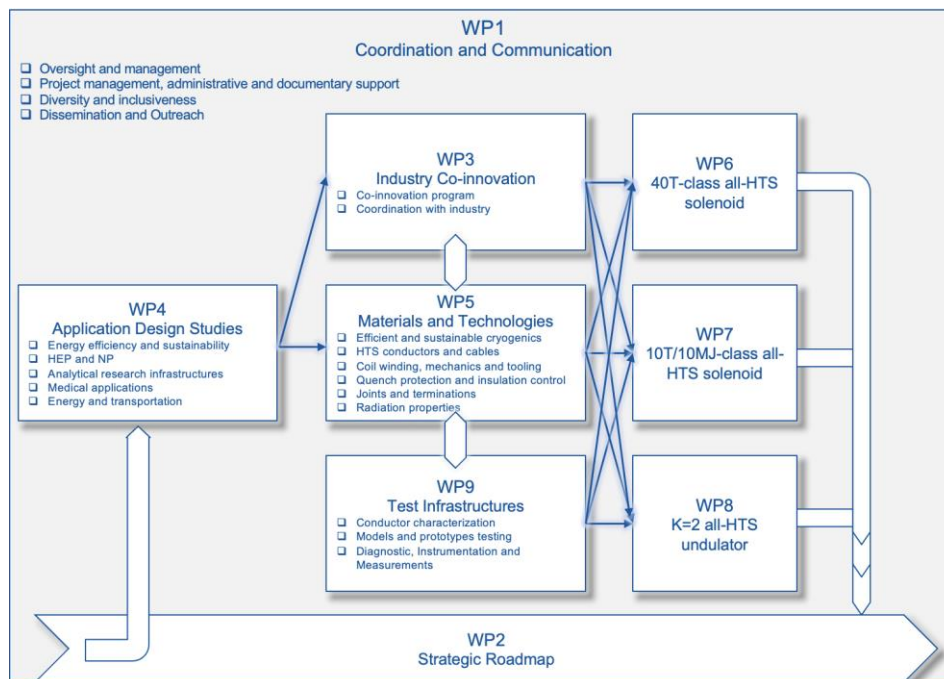 WP1
Coordination and Communication
Oversight and management
Project management, administrative and documentary support
Diversity and inclusiveness
Dissemination and Outreach
WP3
Industry Co-innovation
Co-innovation program
Coordination with industry
WP6
40T-class all-HTS
solenoid
WP4
Application Design Studies
Energy efficiency and sustainability
HEP and NP
Analytical research infrastructures
Medical applications
Energy and transportation
WP5
Materials and Technologies
Efficient and sustainable cryogenics
HTS conductors and cables
Coil winding, mechanics and tooling
Quench protection and insulation control
Joints and terminations
Radiation properties
WP7
10T/10MJ-class all-
HTS solenoid
WP9
Test Infrastructures
Conductor characterization
Models and prototypes testing
Diagnostic, Instrumentation and
Measurements
WP8
K=2 all-HTS
undulator
WP2
Strategic Roadmap